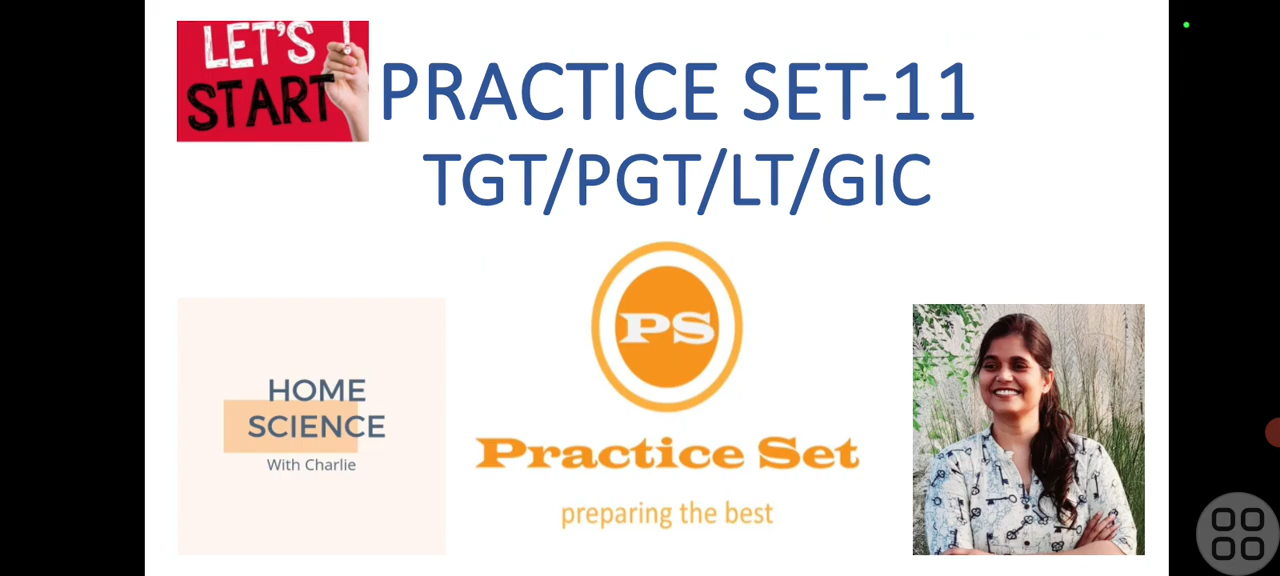 LET'S
START
PRACTICE SET-11
TGT/PGT/LT/GIC
PS
HOME
SCIENCE
With Charlie
Practice Set
preparing the best